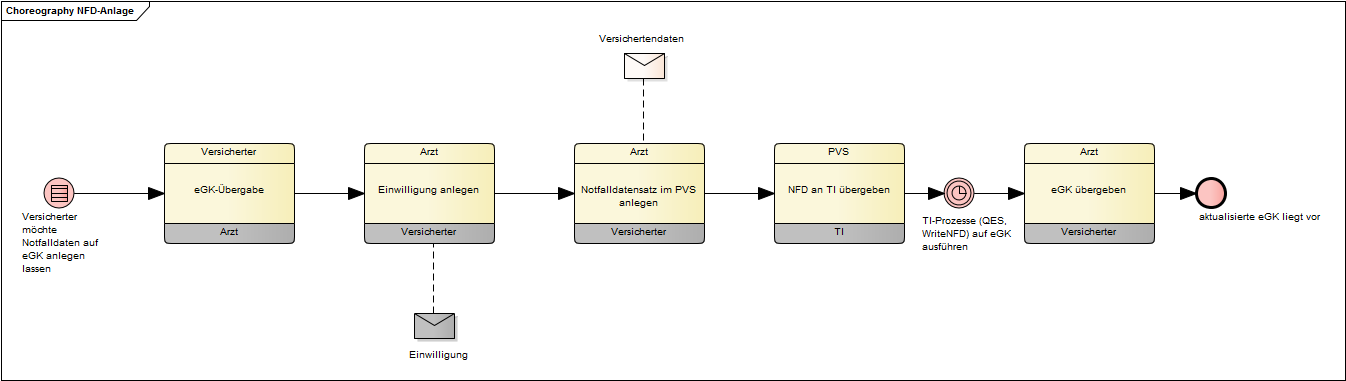 Choreography NFD-Anlage
Versichertendaten
Versicherter
eGK-Übergabe
Arzt
Arzt
Einwilligung anlegen
Versicherter
Arzt
Notfalldatensatz im PVS
anlegen
Versicherter
PVS
NFD an TI übergeben
TI
Arzt
eGK übergeben
Versicherter
Versicherter
möchte
Notfalldaten auf
eGK anlegen
lassen
TI-Prozesse (QES,
WriteNFD) auf eGK
ausführen
aktualisierte eGK liegt vor
Einwilligung